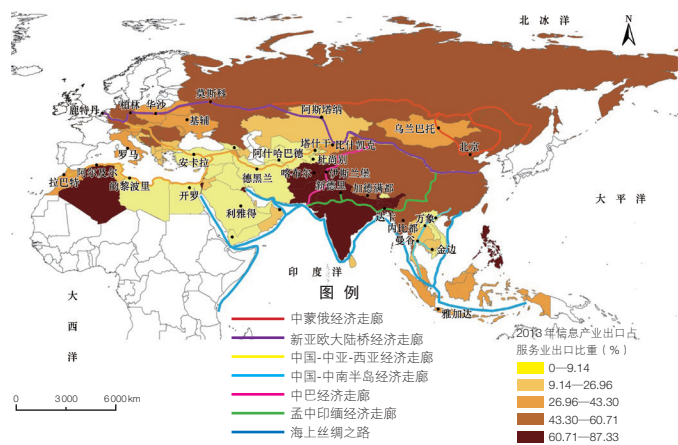 北冰洋
N
莫斯科
鹿特丹
柏林
华沙
基辅
阿斯塔纳
乌兰巴托
北京
罗马
安卡拉
阿什哈巴德
塔什干
比什凯克
杜尚别
拉巴特
阿尔及尔
的黎波里
开罗
德黑兰
喀布尔
伊斯兰堡
新德里
加德满都
利雅得
达卡
内比都
万象
曼谷
金边
雅加达
太平洋
印度洋
大西洋
图例
中蒙俄经济走廊
新亚欧大陆桥经济走廊
中国-中亚-西亚经济走廊
中国-中南半岛经济走廊
中巴经济走廊
孟中印缅经济走廊
海上丝绸之路
2013年信息产业出口占
服务业出口比重（%）
0—9.14
9.14—26.96
26.96—43.30
43.30—60.71
60.71—87.33
0 3000 6000km